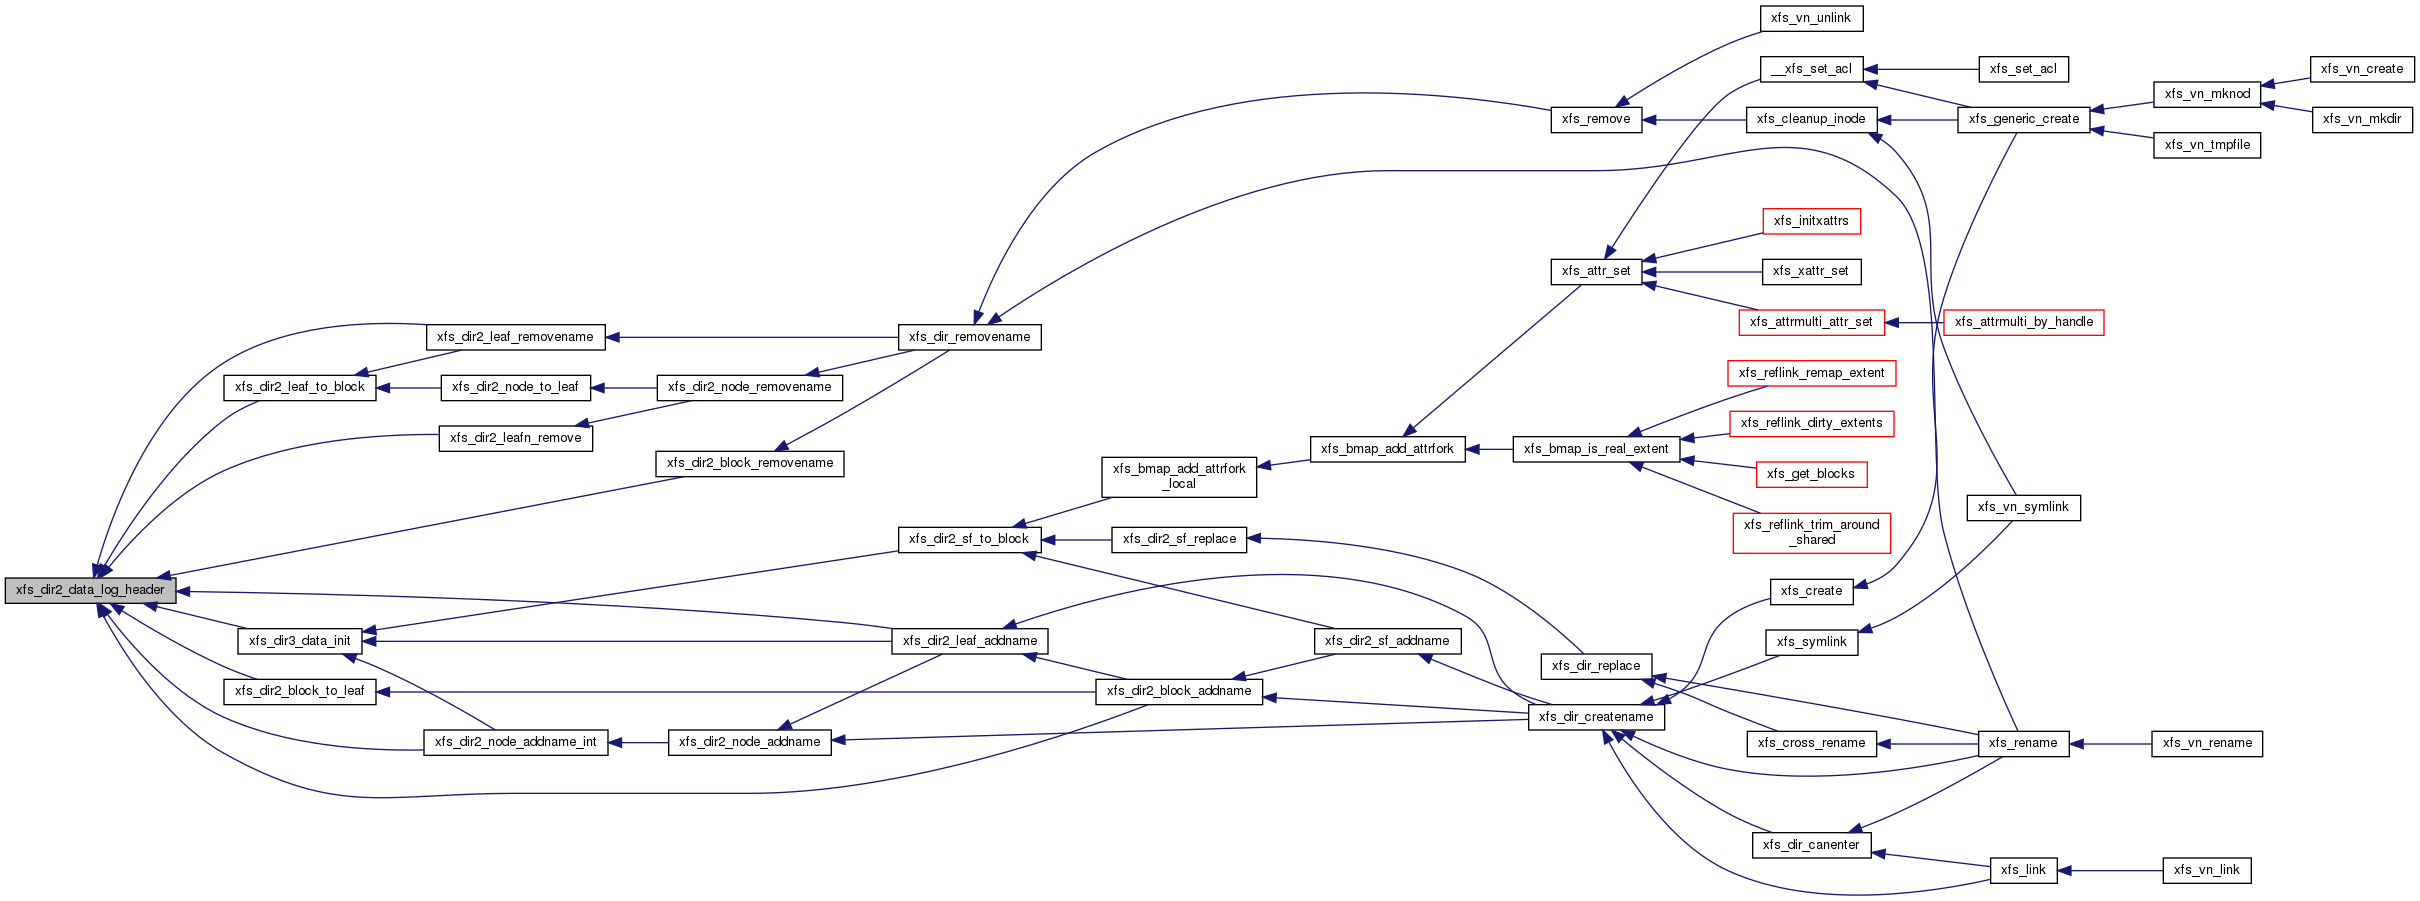 xfs_vn_unlink
__xfs_set_acl
xfs_set_acl
xfs_vn_create
xfs_vn_mknod
xfs_remove
xfs_cleanup_inode
xfs_generic_create
xfs_vn_mkdir
xfs_vn_tmpfile
xfs_initxattrs
xfs_attr_set
xfs_xattr_set
xfs_attrmulti_attr_set
xfs_attrmulti_by_handle
xfs_dir2_leaf_removename
xfs_dir_removename
xfs_dir2_leaf_to_block
xfs_dir2_node_to_leaf
xfs_dir2_node_removename
xfs_reflink_remap_extent
xfs_reflink_dirty_extents
xfs_dir2_leafn_remove
xfs_bmap_add_attrfork
xfs_bmap_is_real_extent
xfs_dir2_block_removename
xfs_bmap_add_attrfork
_local
xfs_get_blocks
xfs_vn_symlink
xfs_reflink_trim_around
_shared
xfs_dir2_sf_to_block
xfs_dir2_sf_replace
xfs_dir2_data_log_header
xfs_create
xfs_dir3_data_init
xfs_dir2_leaf_addname
xfs_dir2_sf_addname
xfs_symlink
xfs_dir_replace
xfs_dir2_block_to_leaf
xfs_dir2_block_addname
xfs_dir_createname
xfs_dir2_node_addname_int
xfs_dir2_node_addname
xfs_cross_rename
xfs_rename
xfs_vn_rename
xfs_dir_canenter
xfs_link
xfs_vn_link